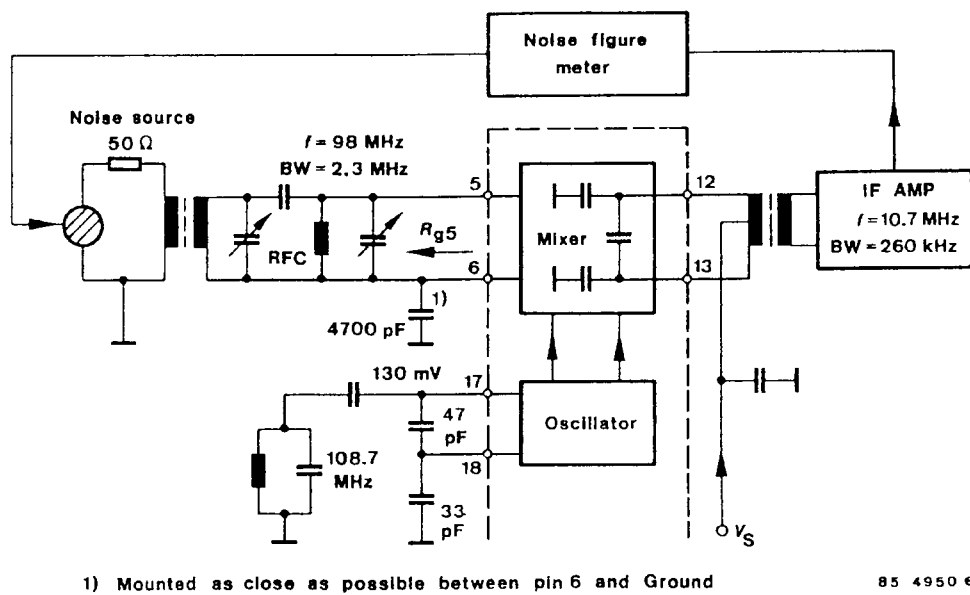 Noise figure
meter
Noise source
50 Ω
f = 98 MHz
BW = 2,3 MHz
5
12
IF AMP
f = 10.7 MHz
BW = 260 kHz
Rg5
Mixer
RFC
6
13
1)
4700 pF
130 mV
17
47
pF
Oscillator
18
108.7
MHz
33
pF
VS
1) Mounted as close as possible between pin 6 and Ground
85 4950 e